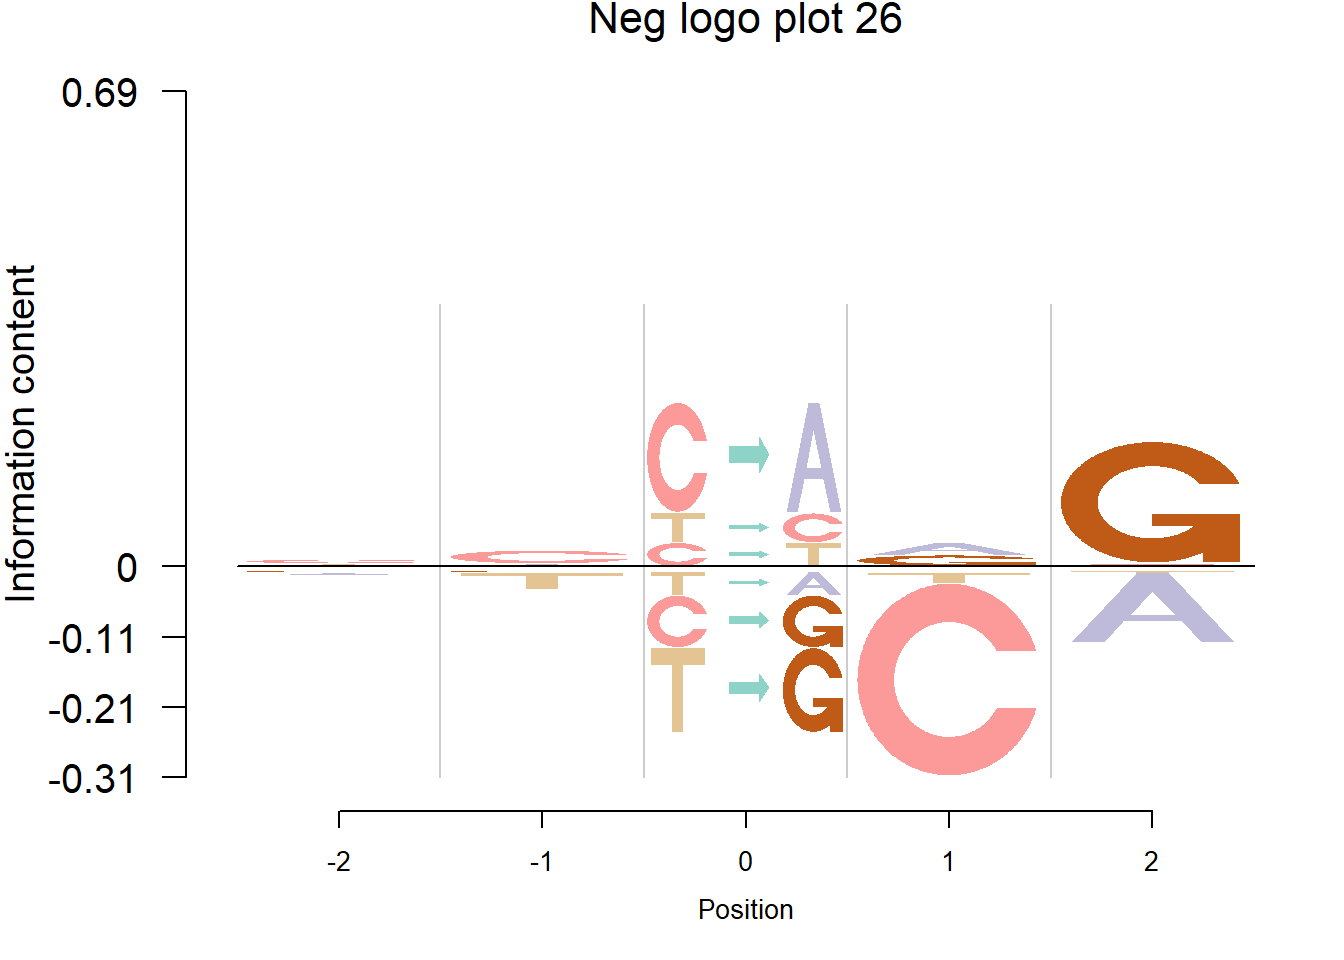 Neg logo plot 26
0.69
0
-0.11
-0.21
-0.31
Information content
C A
T C
C T
T A
C G
T G
C
A
C
T
A
G
T
C
G
A
-2 -1 0 1 2
Position